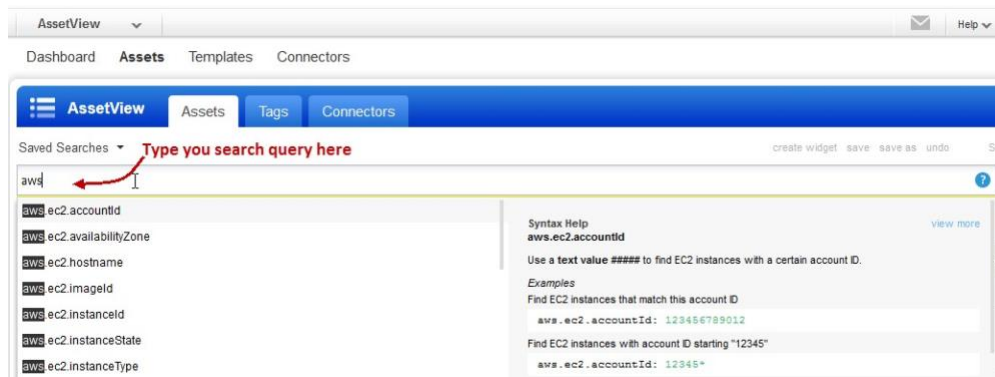 AssetView
Help
Dashboard Assets Templates Connectors
AssetView Assets Tags Connectors
Saved Searches Type you search query here create widget save save as undo S
aws
?
aws.ec2.accountId
aws.ec2.availabilityZone
aws.ec2.hostname
aws.ec2.imageId
aws.ec2.instanceId
aws.ec2.instanceState
aws.ec2.instanceType
Syntax Help view more
aws.ec2.accountId
Use a text value ##### to find EC2 instances with a certain account ID.
Examples
Find EC2 instances that match this account ID
aws.ec2.accountId: 123456789012
Find EC2 instances with account ID starting "12345"
aws.ec2.accountId: 12345*